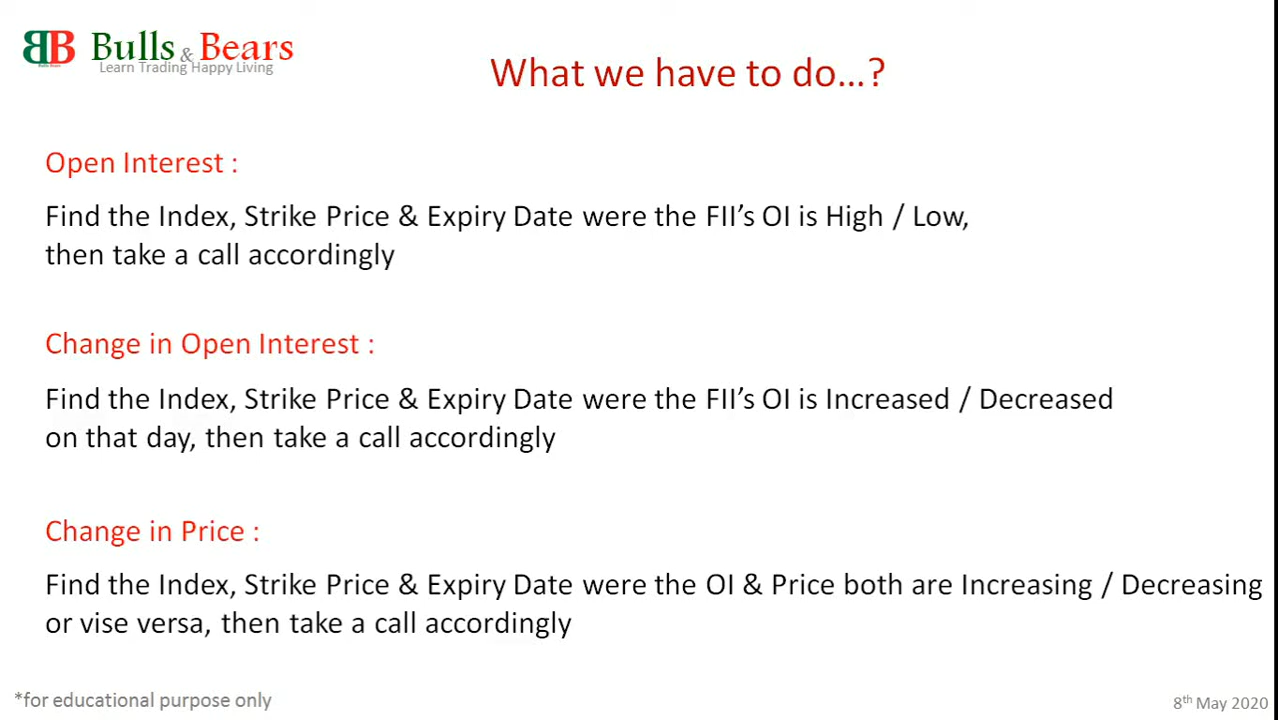 BB Bulls & Bears
Learn Trading Happy Living
What we have to do...?
Open Interest :
Find the Index, Strike Price & Expiry Date were the FII's OI is High / Low,
then take a call accordingly
Change in Open Interest :
Find the Index, Strike Price & Expiry Date were the FII's OI is Increased / Decreased
on that day, then take a call accordingly
Change in Price :
Find the Index, Strike Price & Expiry Date were the OI & Price both are Increasing / Decreasing
or vise versa, then take a call accordingly
*for educational purpose only
8th May 2020